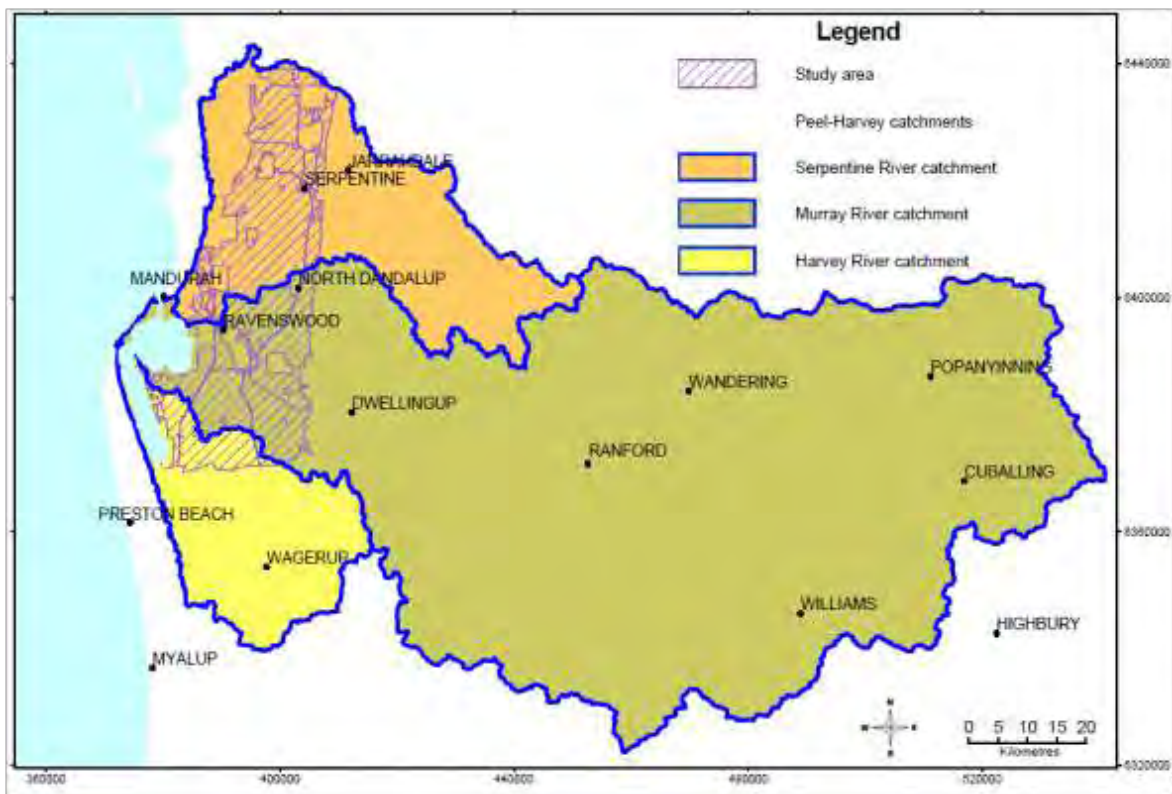 Legend
Study area
Peel-Harvey catchments
Serpentine River catchment
Murray River catchment
Harvey River catchment
6440000
JARRAHDALE
SERPENTINE
MANDURAH
NORTH DANDALUP
6400000
RAVENSWOOD
WANDERING
POPANYINNING
DWELLINGUP
RANFORD
CUBALLING
PRESTON BEACH
6360000
WAGERUP
WILLIAMS
HIGHBURY
MYALUP
N
0 5 10 15 20
Kilometres
6320000
360000 400000 440000 480000 520000